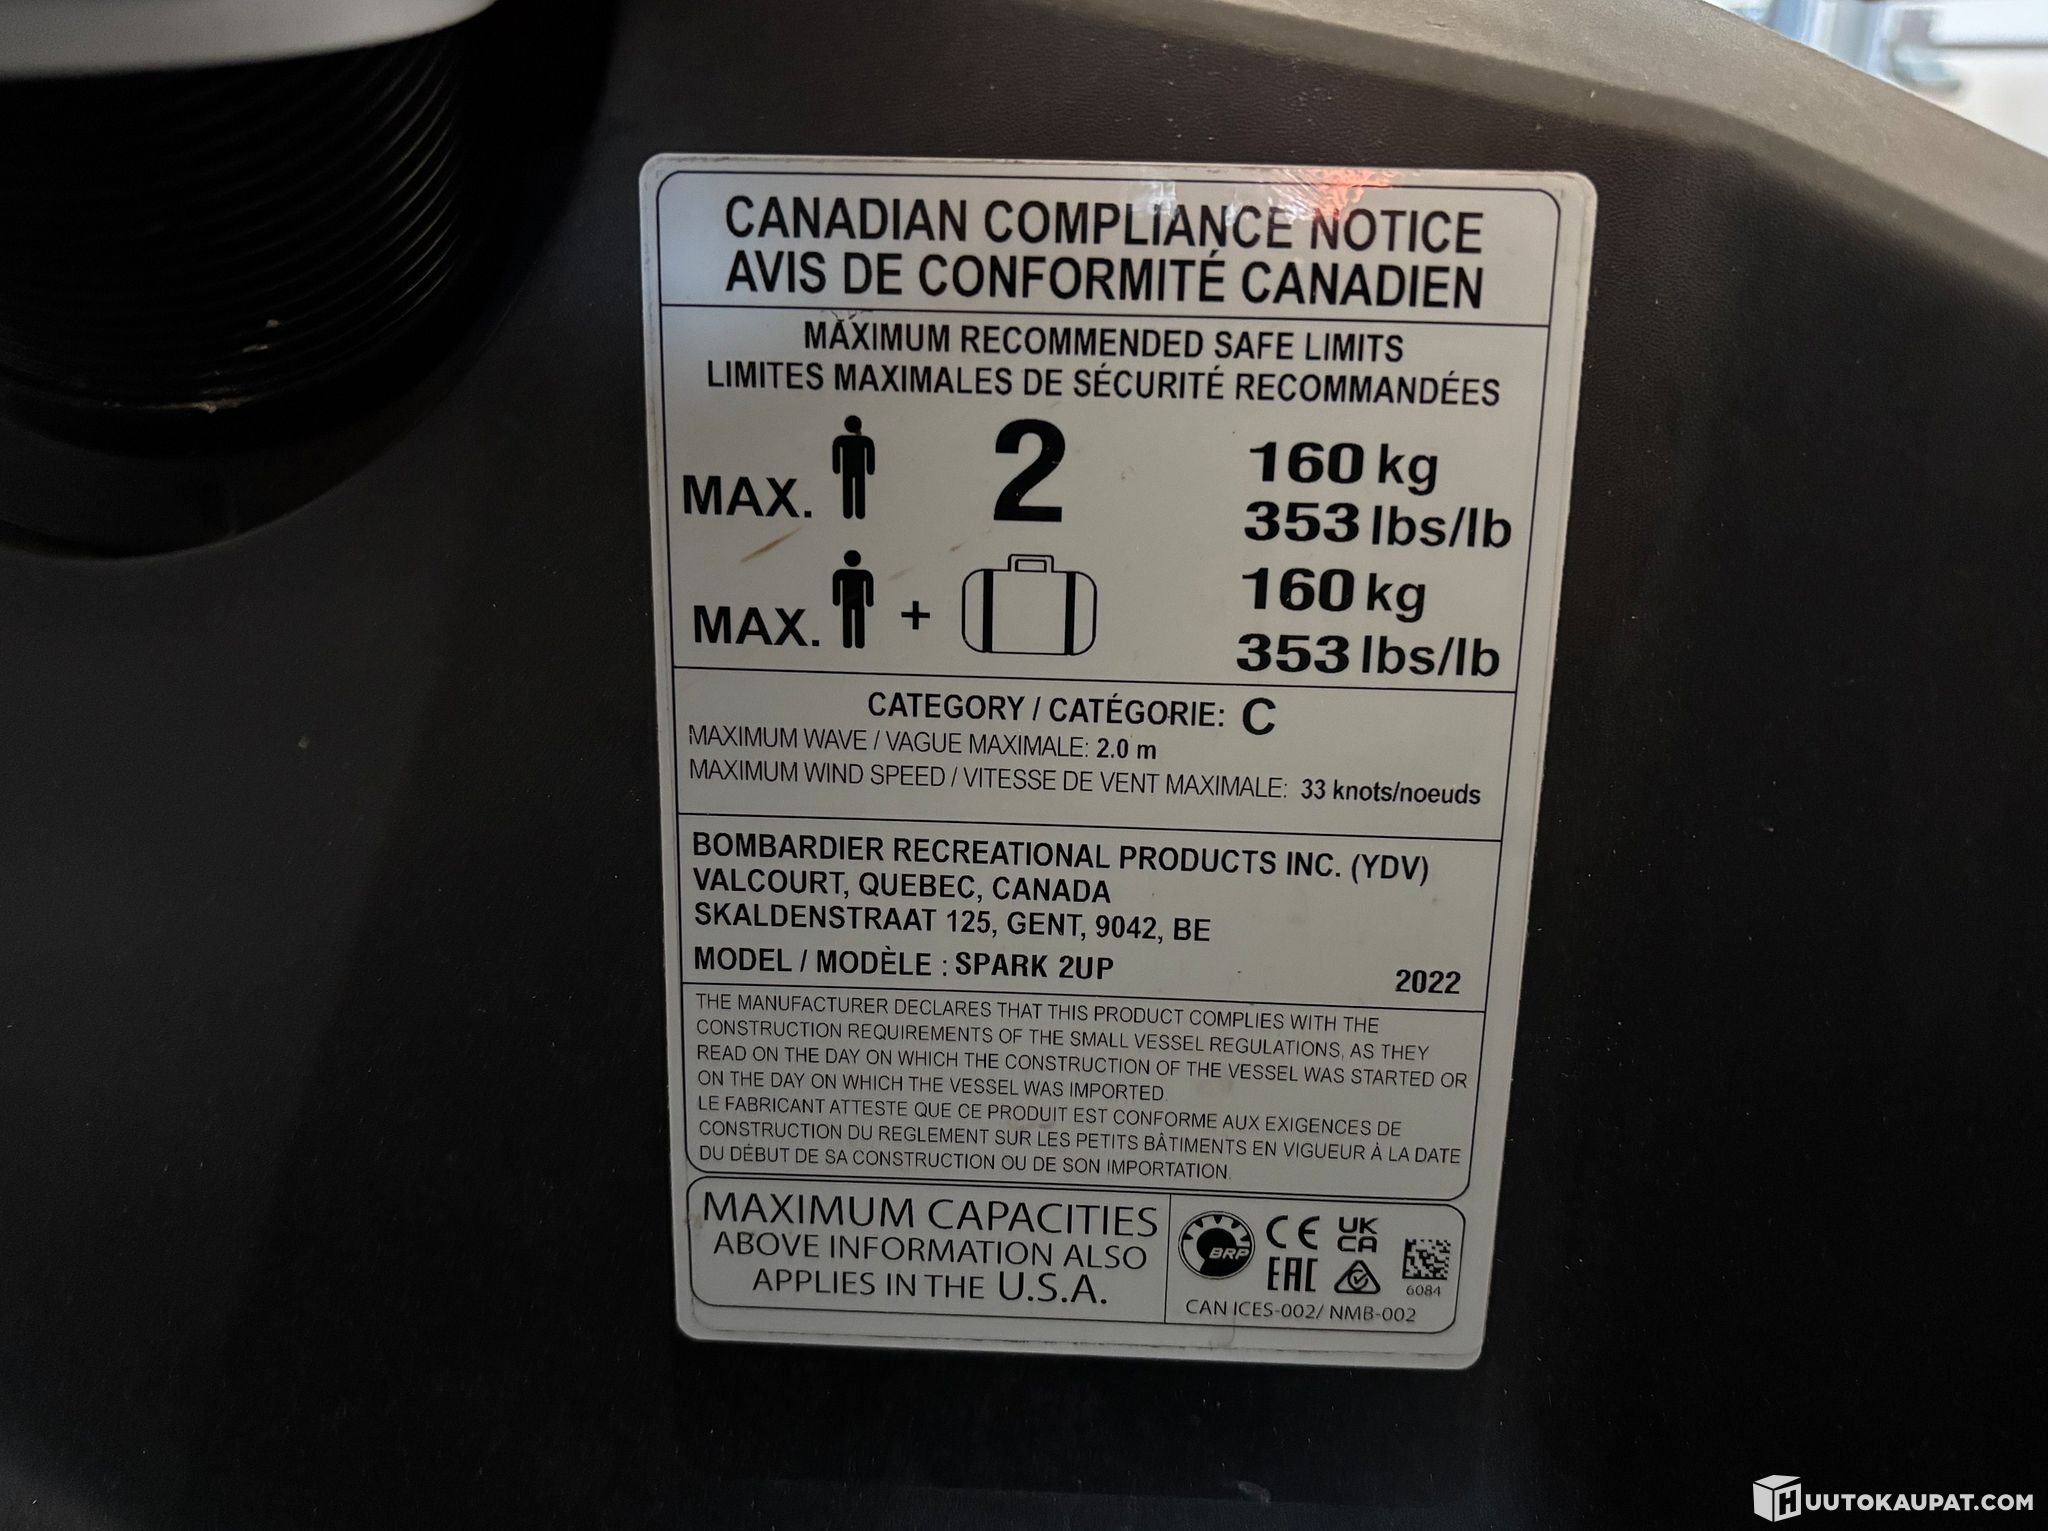 CANADIAN COMPLIANCE NOTICE
AVIS DE CONFORMITÉ CANADIEN
MAXIMUM RECOMMENDED SAFE LIMITS
LIMITES MAXIMALES DE SÉCURITÉ RECOMMANDÉES
MAX. 2 160 kg
353 lbs/lb
MAX. + 160 kg
353 lbs/lb
CATEGORY / CATÉGORIE: C
MAXIMUM WAVE / VAGUE MAXIMALE: 2.0 m
MAXIMUM WIND SPEED / VITESSE DE VENT MAXIMALE: 33 knots/noeuds
BOMBARDIER RECREATIONAL PRODUCTS INC. (YDV)
VALCOURT, QUEBEC, CANADA
SKALDENSTRAAT 125, GENT, 9042, BE
MODEL / MODÈLE : SPARK 2UP 2022
THE MANUFACTURER DECLARES THAT THIS PRODUCT COMPLIES WITH THE
CONSTRUCTION REQUIREMENTS OF THE SMALL VESSEL REGULATIONS, AS THEY
READ ON THE DAY ON WHICH THE CONSTRUCTION OF THE VESSEL WAS STARTED OR
ON THE DAY ON WHICH THE VESSEL WAS IMPORTED.
LE FABRICANT ATTESTE QUE CE PRODUIT EST CONFORME AUX EXIGENCES DE
CONSTRUCTION DU REGLEMENT SUR LES PETITS BÂTIMENTS EN VIGUEUR À LA DATE
DU DÉBUT DE SA CONSTRUCTION OU DE SON IMPORTATION.
MAXIMUM CAPACITIES
ABOVE INFORMATION ALSO
APPLIES IN THE U.S.A.
BRP CE UK
CA
EAC
6084
CAN ICES-002/ NMB-002
HUUTOKAUPAT.COM